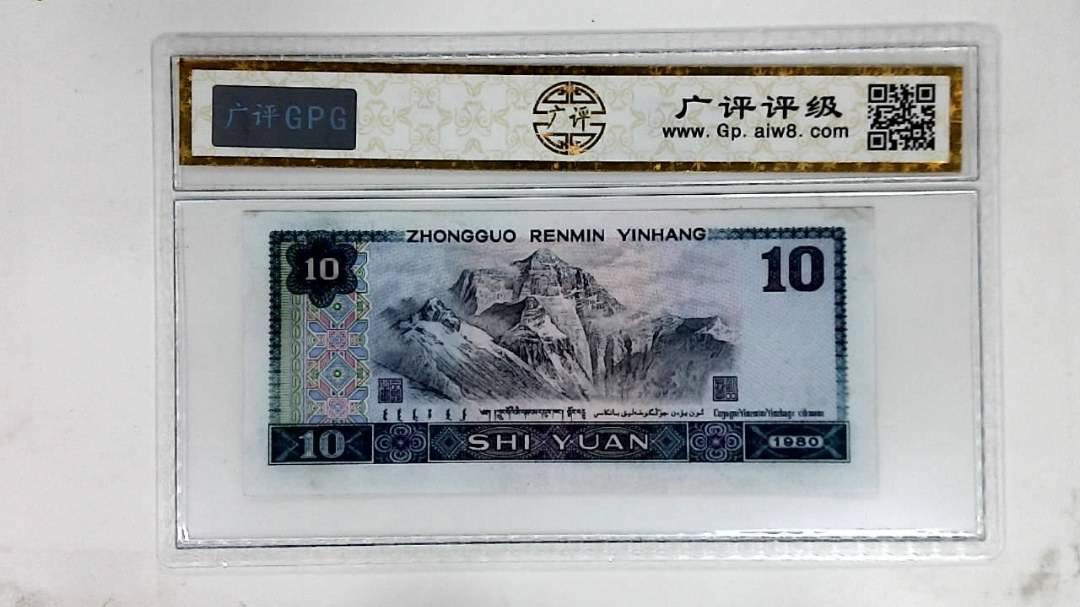 广评GPG
广评
广评评级
www.Gp.aiw8.com
ZHONGGUO RENMIN YINHANG
10
10
10
SHI YUAN
1980